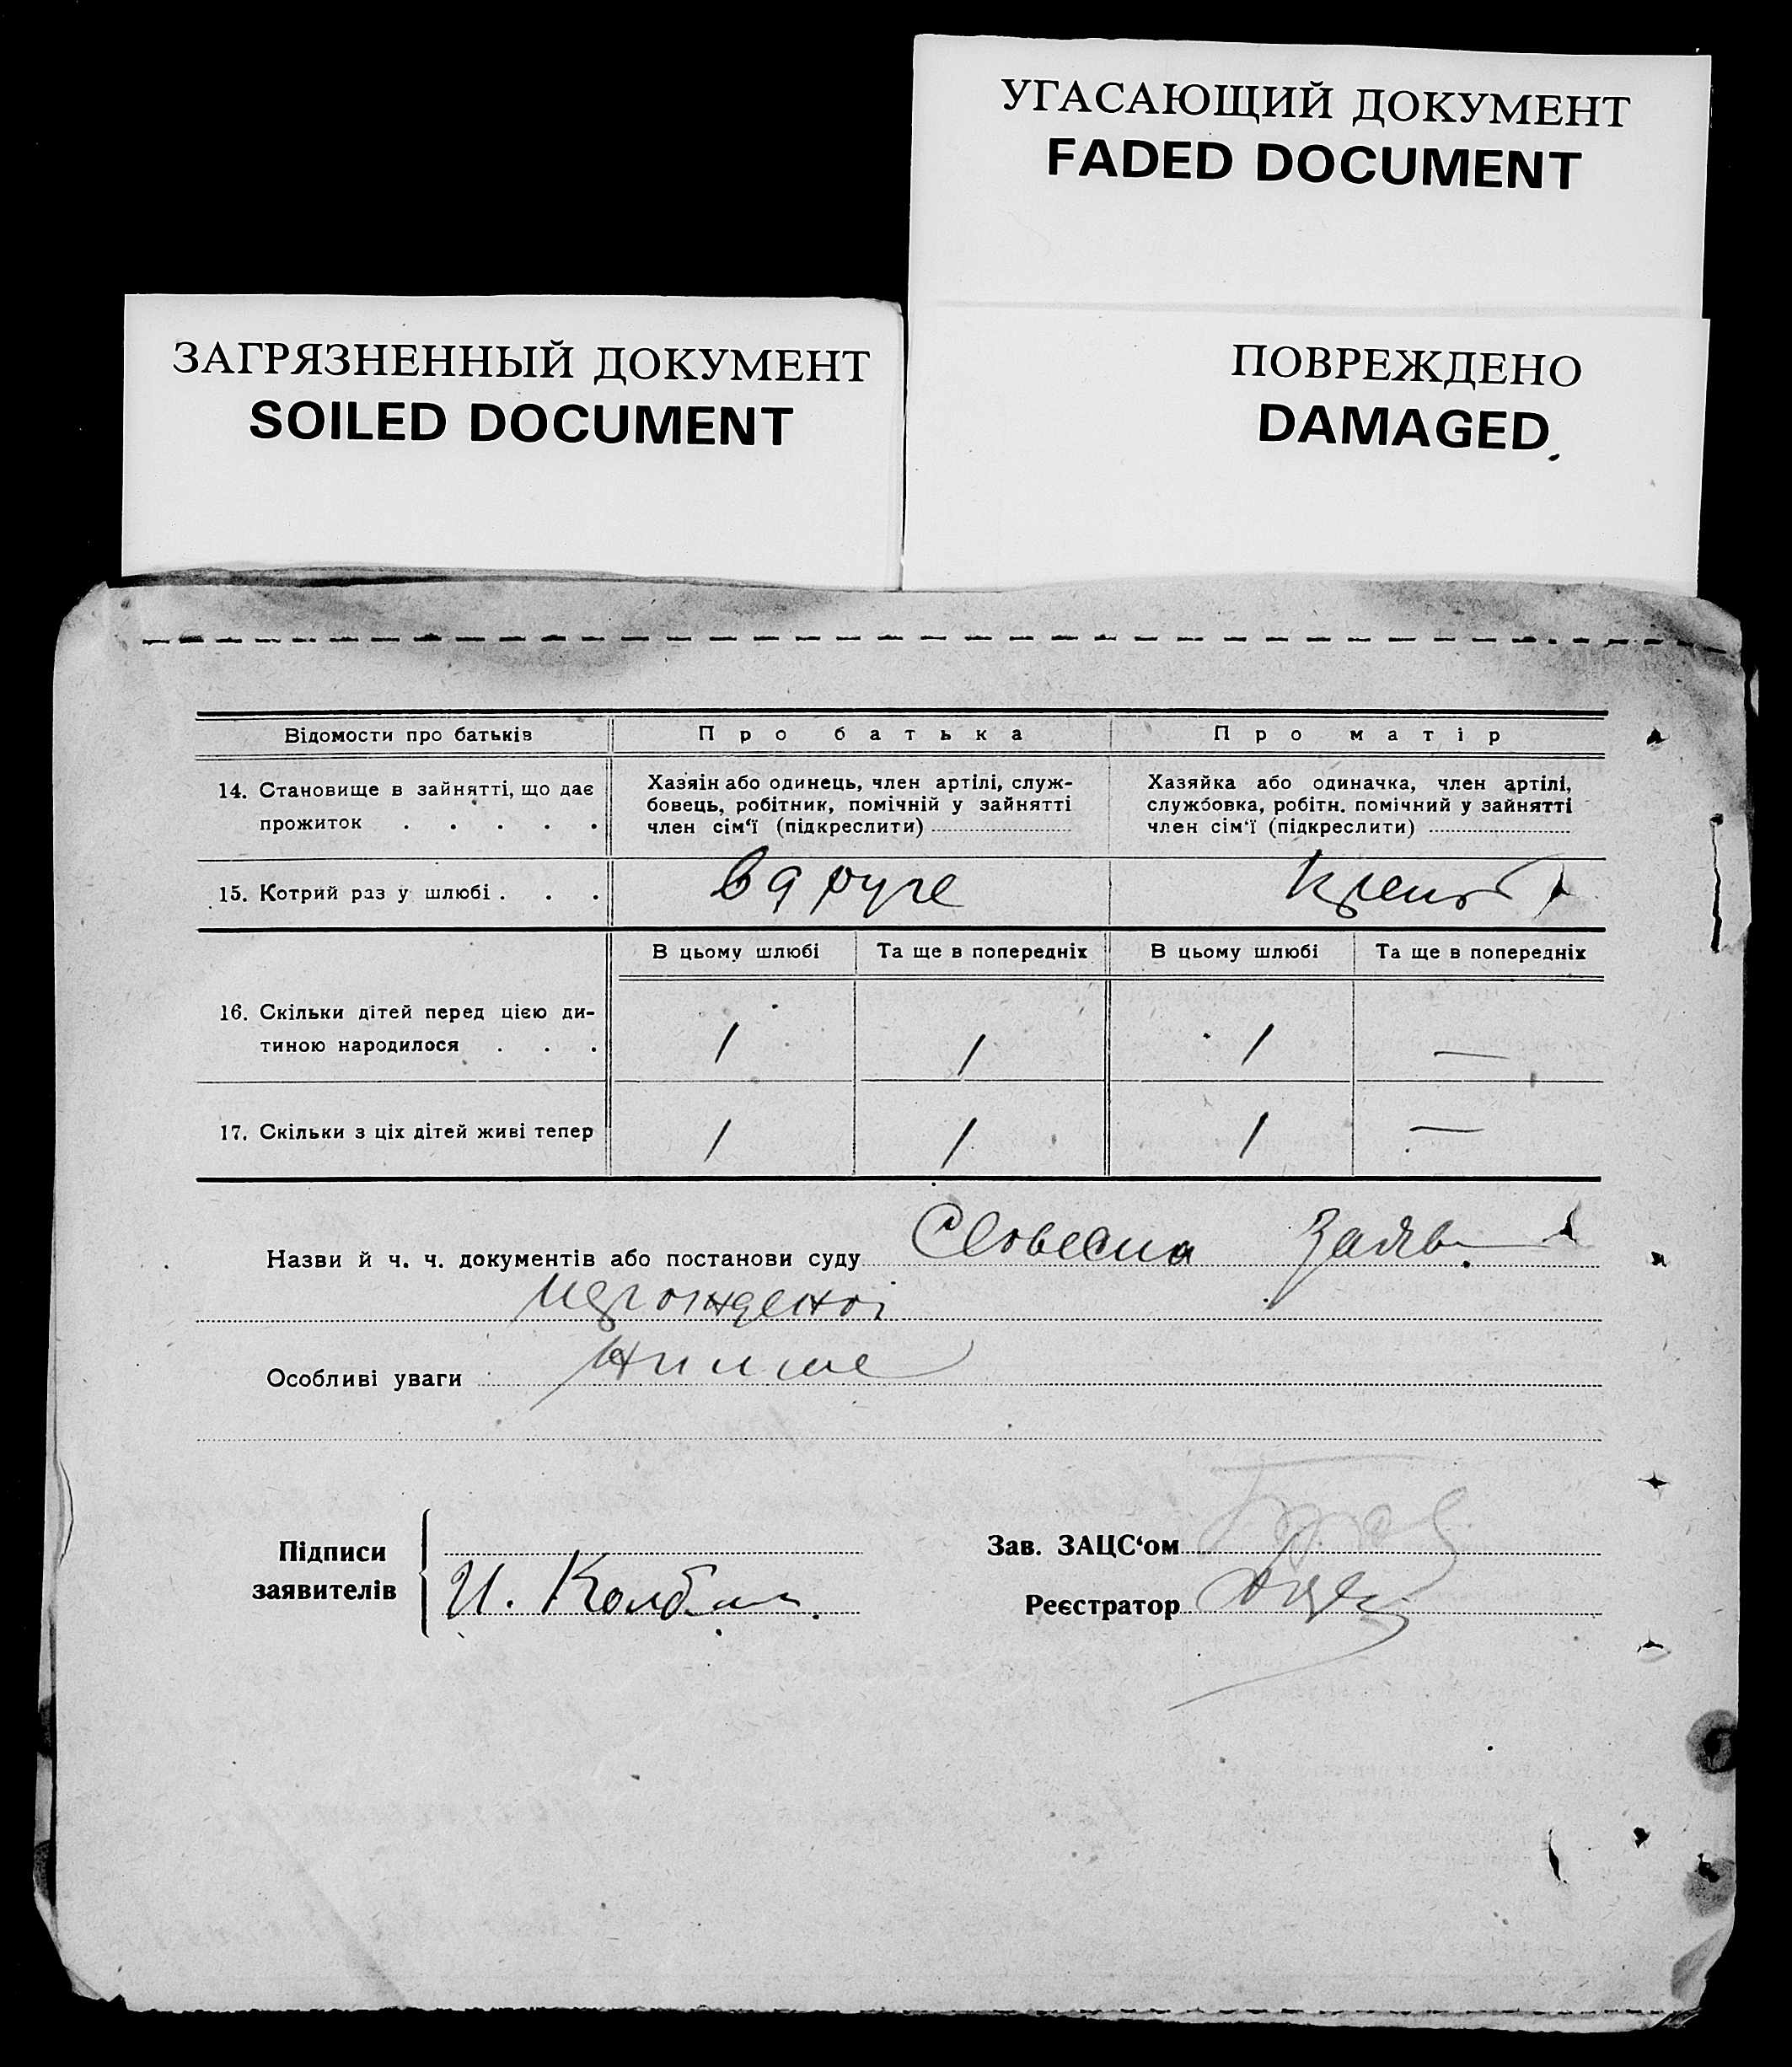 УГАСАЮЩИЙ ДОКУМЕНТ
FADED DOCUMENT
ЗАГРЯЗНЕННЫЙ ДОКУМЕНТ
SOILED DOCUMENT
ПОВРЕЖДЕНО
DAMAGED
Відомости про батьків
Про батька
Про матір
14. Становище в зайнятті, що дає
прожиток . . . . .
Хазяін або одинець, член артілі, служ-
бовець, робітник, помічній у зайнятті
член сім'ї (підкреслити)
Хазяйка або одиначка, член артілі,
службовка, робітн. помічний у зайнятті
член сім'ї (підкреслити)
15. Котрий раз у шлюбі . . .
вдруге
В цьому шлюбі
Та ще в попередніх
В цьому шлюбі
Та ще в попередніх
16. Скільки дітей перед цією ди-
тиною народилося . . .
1
1
1
—
17. Скільки з ціх дітей живі тепер
1
1
1
—
Назви й ч. ч. документів або постанови суду Словесна Заява
Особливі уваги
Підписи
заявителів
И.
Зав. ЗАЦС'ом
Реєстратор